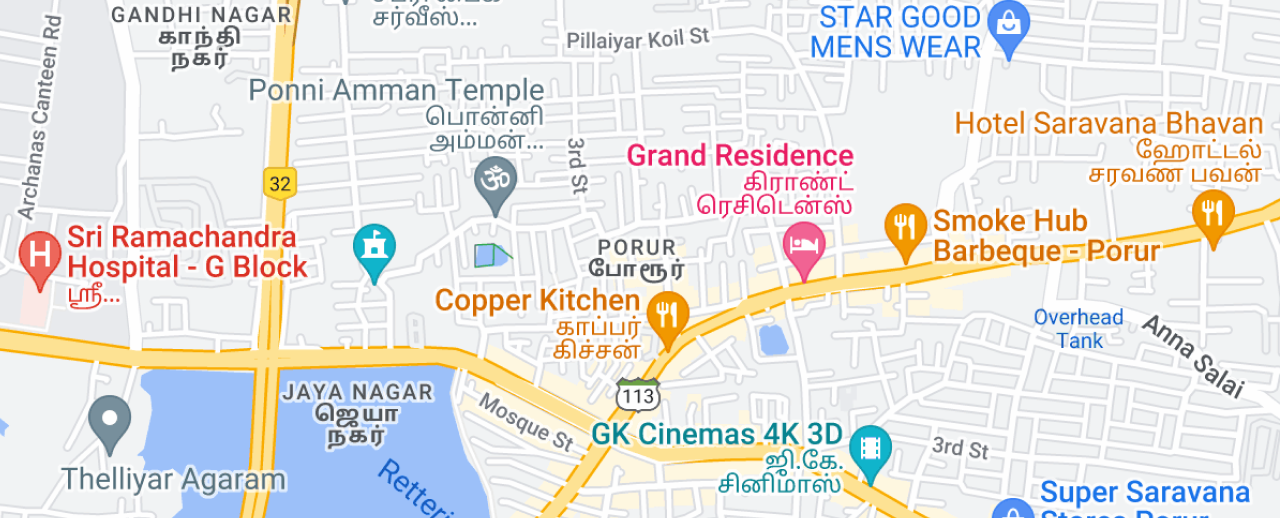 GANDHI NAGAR
காந்தி
நகர்
சர்வீஸ்...
Pillaiyar Koil St
STAR GOOD
MENS WEAR
Archanas Canteen Rd
Ponni Amman Temple
பொன்னி
அம்மன்...
3rd St
Hotel Saravana Bhavan
ஹோட்டல்
சரவண பவன்
Grand Residence
கிராண்ட்
ரெசிடென்ஸ்
32
ॐ
H
Sri Ramachandra
Hospital - G Block
ஸ்ரீ...
PORUR
போரூர்
Smoke Hub
Barbeque - Porur
Copper Kitchen
காப்பர்
கிச்சன்
Overhead
Tank
Anna Salai
113
JAYA NAGAR
ஜெயா
நகர்
Mosque St
GK Cinemas 4K 3D
ஜி.கே.
சினிமாஸ்
3rd St
Thelliyar Agaram
Super Saravana
Stores Porur